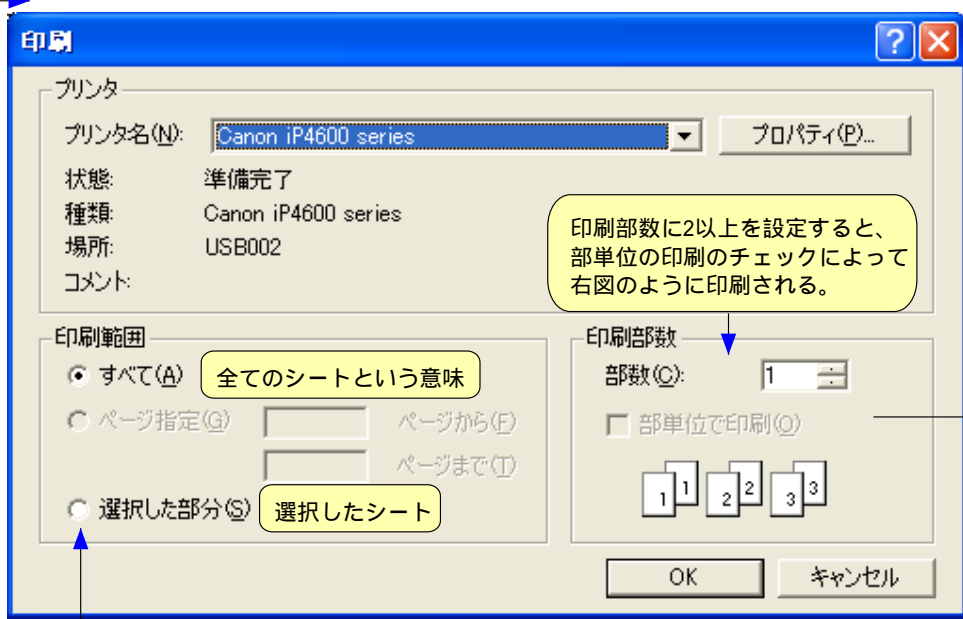 印刷
プリンタ
プリンタ名(N): Canon iP4600 series プロパティ(P)...
状態: 準備完了
種類: Canon iP4600 series
場所: USB002
コメント:
印刷部数に2以上を設定すると、
部単位の印刷のチェックによって
右図のように印刷される。
印刷範囲
すべて(A) 全てのシートという意味
ページ指定(G) ページから(F)
ページまで(T)
選択した部分(S) 選択したシート
印刷部数
部数(C): 1
部単位で印刷(O)
1 1 2 2 3 3
OK キャンセル